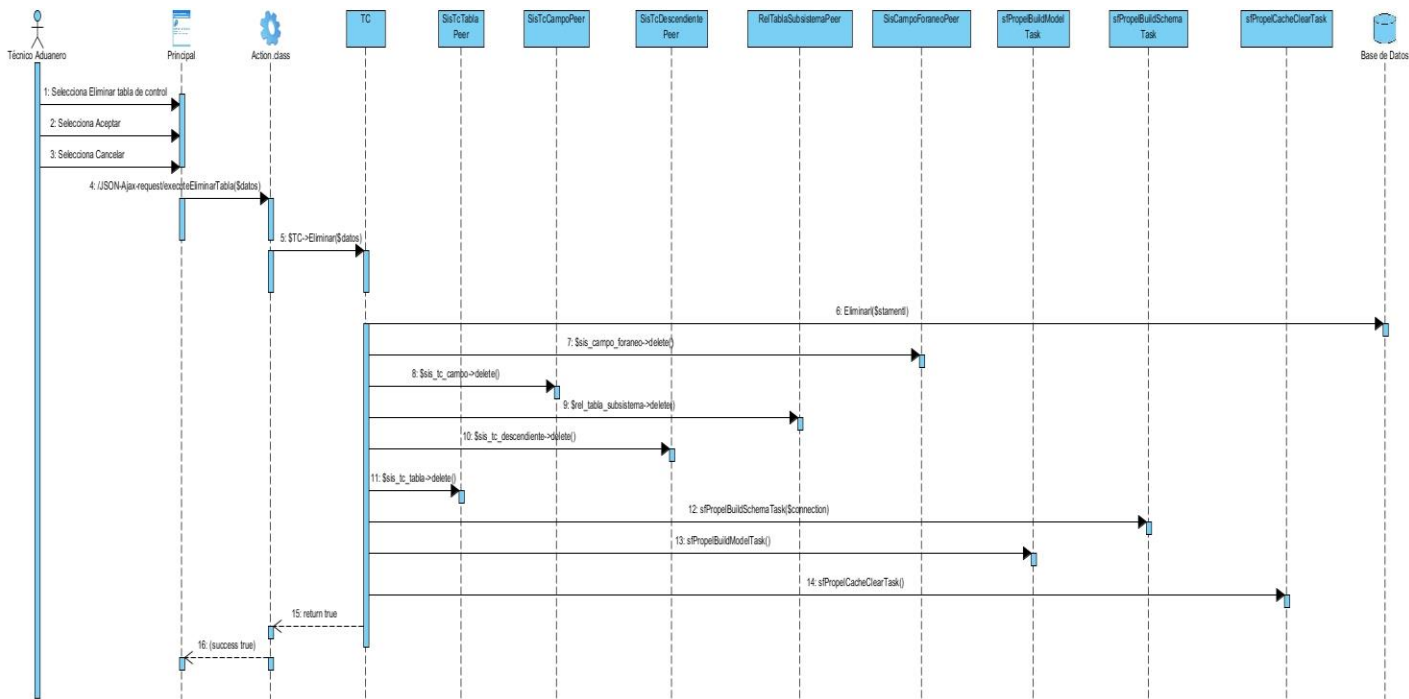 TC
SisTcTabla
Peer
SisTcCampoPeer
SisTcDescendiente
Peer
RelTablaSubsistemaPeer
SisCampoForaneoPeer
sfPropelBuildModel
Task
sfPropelBuildSchema
Task
sfPropelCacheClearTask
Técnico Aduanero
Principal
Action.class
Base de Datos
1: Selecciona Eliminar tabla de control
2: Selecciona Aceptar
3: Selecciona Cancelar
4: /JSON-Ajax-request/executeEliminarTabla($datos)
5: $TC->Eliminar($datos)
6: Eliminarl($stamentl)
7: $sis_campo_foraneo->delete()
8: $sis_tc_campo->delete()
9: $rel_tabla_subsistema->delete()
10: $sis_tc_descendiente->delete()
11: $sis_tc_tabla->delete()
12: sfPropelBuildSchemaTask($connection)
13: sfPropelBuildModelTask()
14: sfPropelCacheClearTask()
15: return true
16: (success true)